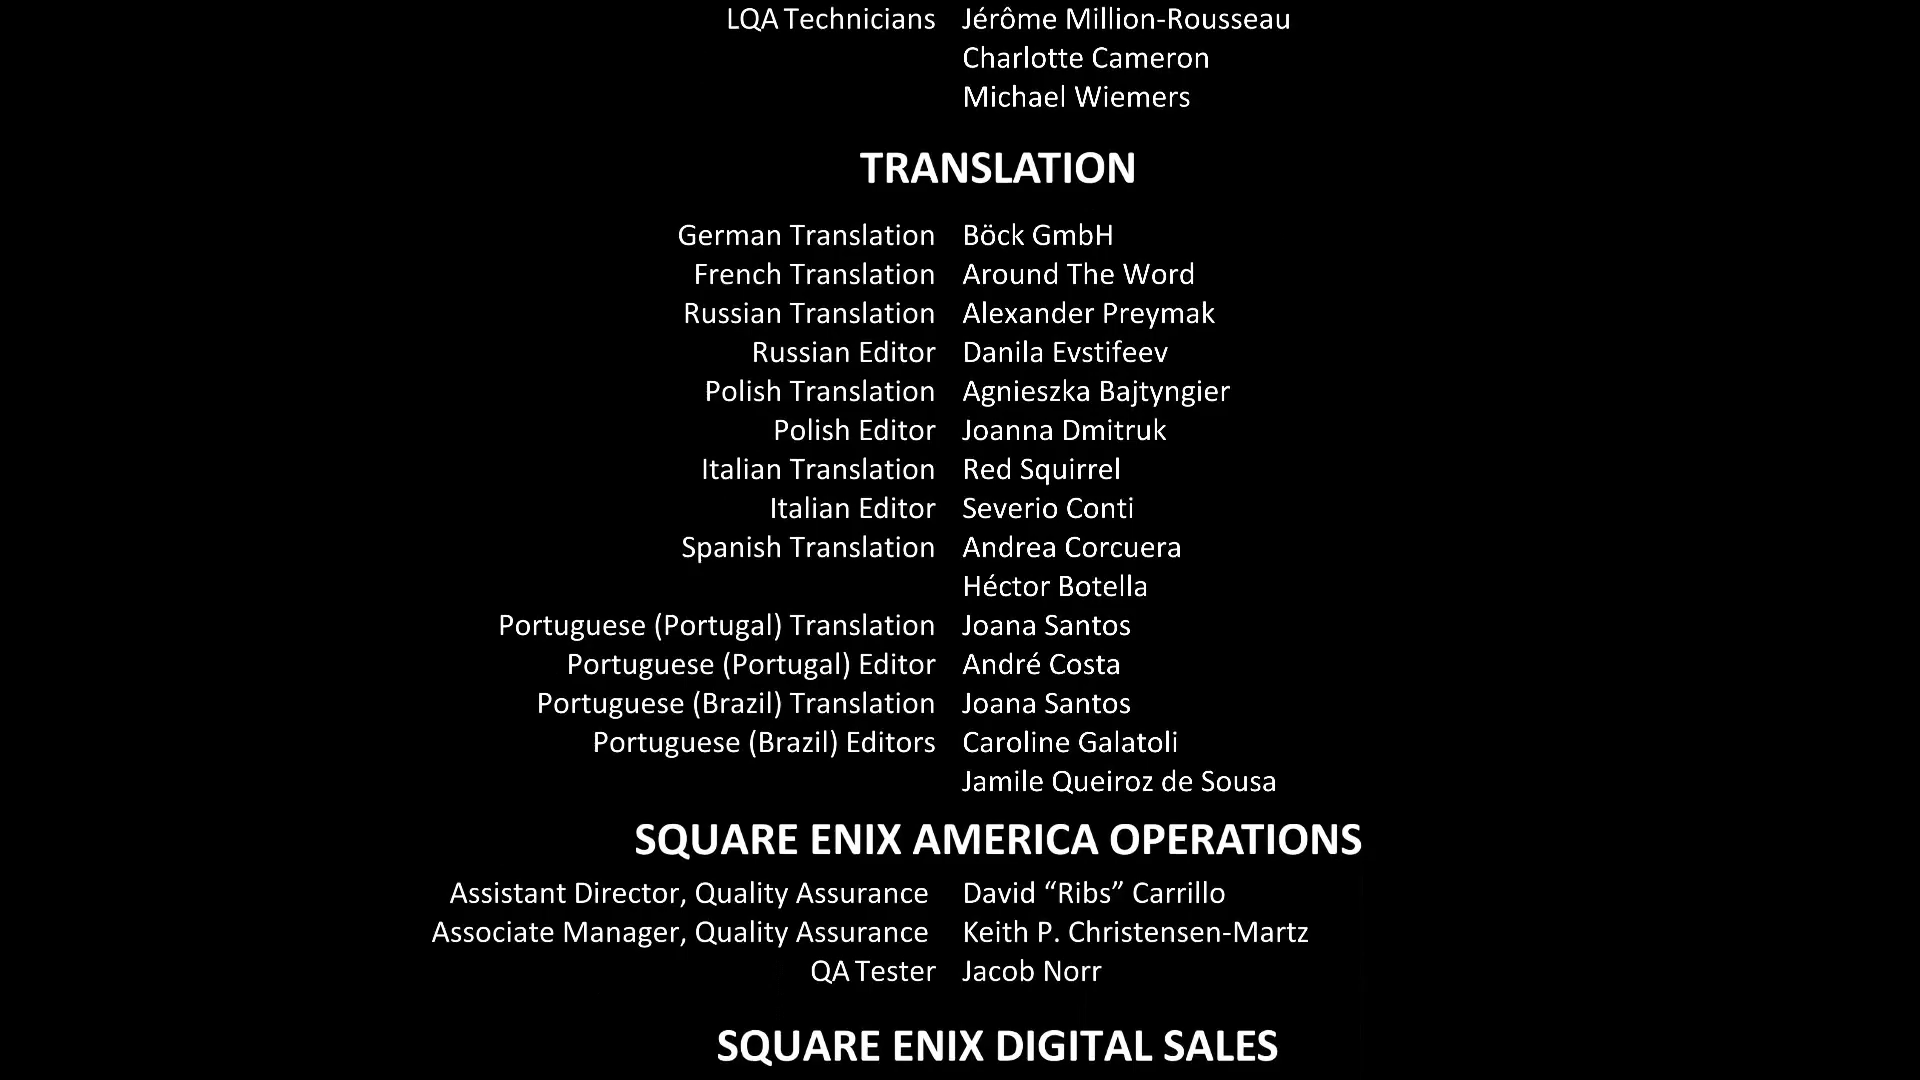 LQA Technicians Jérôme Million-Rousseau
Charlotte Cameron
Michael Wiemers
TRANSLATION
German Translation Böck GmbH
French Translation Around The Word
Russian Translation Alexander Preymak
Russian Editor Danila Evstifeev
Polish Translation Agnieszka Bajtyngier
Polish Editor Joanna Dmitruk
Italian Translation Red Squirrel
Italian Editor Severio Conti
Spanish Translation Andrea Corcuera
Héctor Botella
Portuguese (Portugal) Translation Joana Santos
Portuguese (Portugal) Editor André Costa
Portuguese (Brazil) Translation Joana Santos
Portuguese (Brazil) Editors Caroline Galatoli
Jamile Queiroz de Sousa
SQUARE ENIX AMERICA OPERATIONS
Assistant Director, Quality Assurance David “Ribs” Carrillo
Associate Manager, Quality Assurance Keith P. Christensen-Martz
QA Tester Jacob Norr
SQUARE ENIX DIGITAL SALES